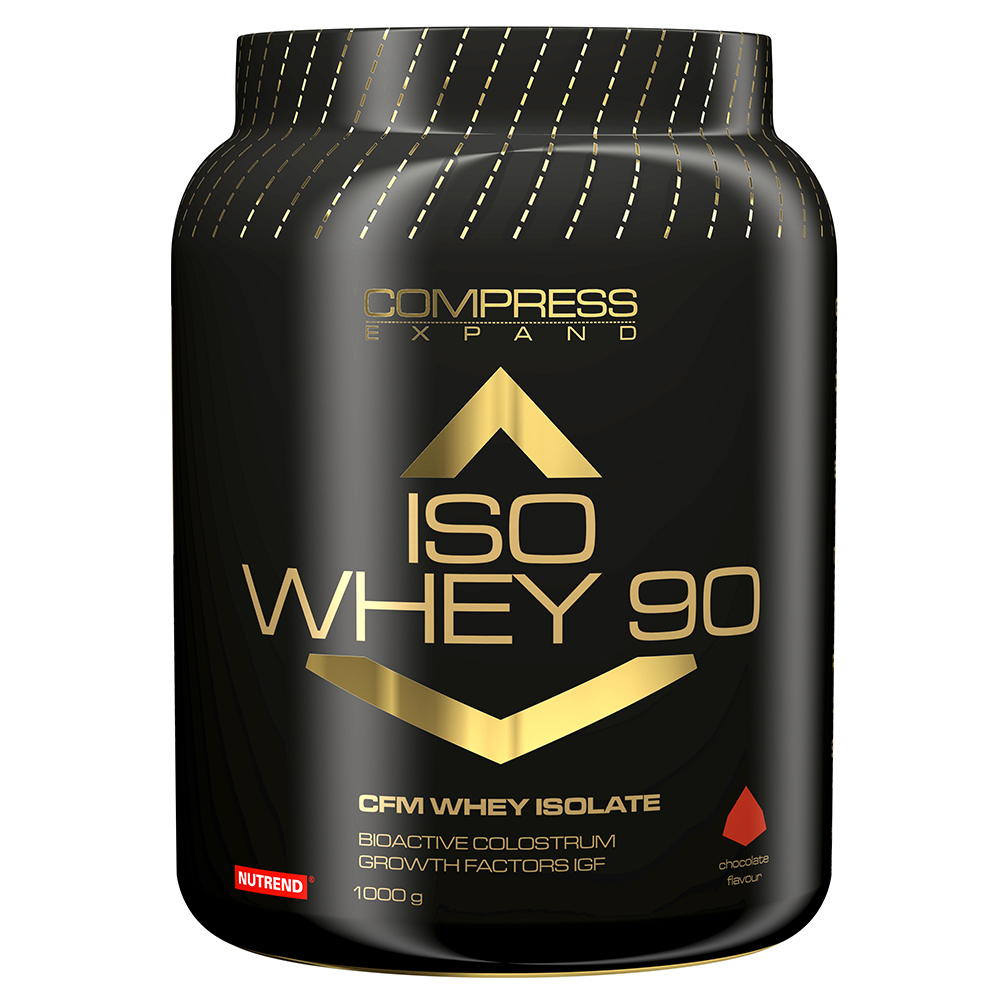 COMPRESS
EXPAND
ISO
WHEY 90
CFM WHEY ISOLATE
BIOACTIVE COLOSTRUM
GROWTH FACTORS IGF
NUTREND®
1000 g
chocolate
flavour